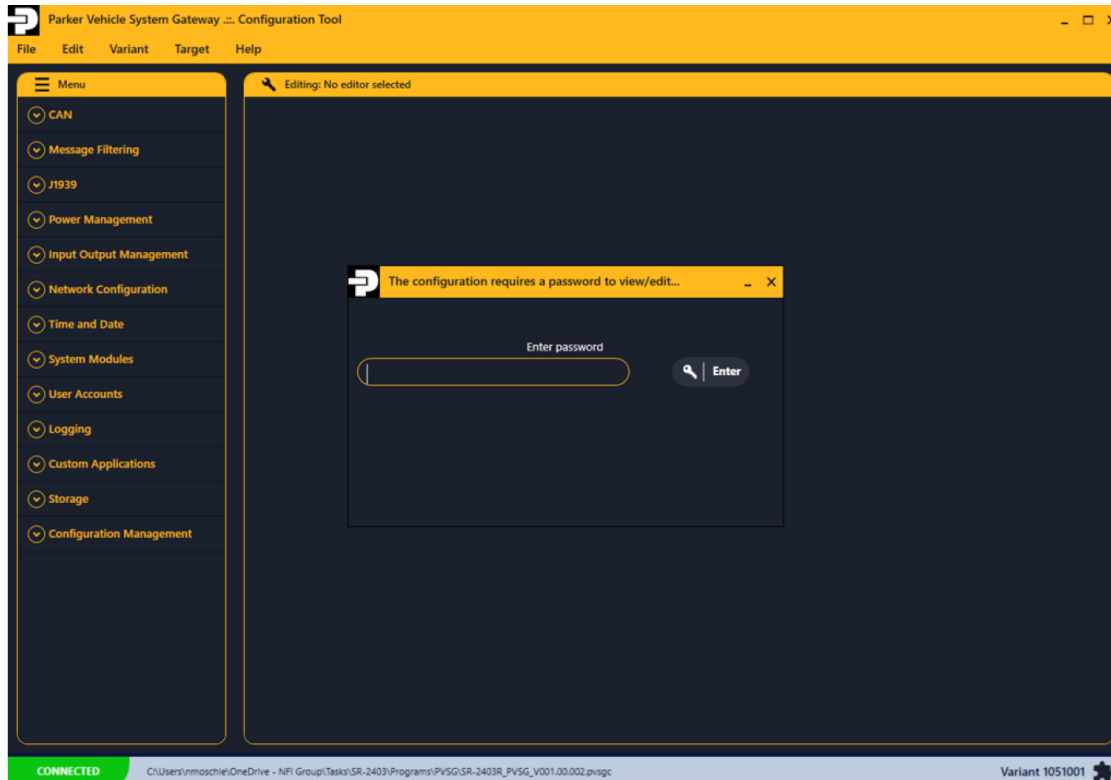 Parker Vehicle System Gateway .::. Configuration Tool
File Edit Variant Target Help
Menu
Editing: No editor selected
CAN
Message Filtering
J1939
Power Management
Input Output Management
Network Configuration
Time and Date
System Modules
User Accounts
Logging
Custom Applications
Storage
Configuration Management
The configuration requires a password to view/edit...
Enter password
Enter
CONNECTED
C:\Users\nmoschie\OneDrive - NFI Group\Tasks\SR-2403\Programs\PVSG\SR-2403R_PVSG_V001.00.002.pvsgc
Variant 1051001